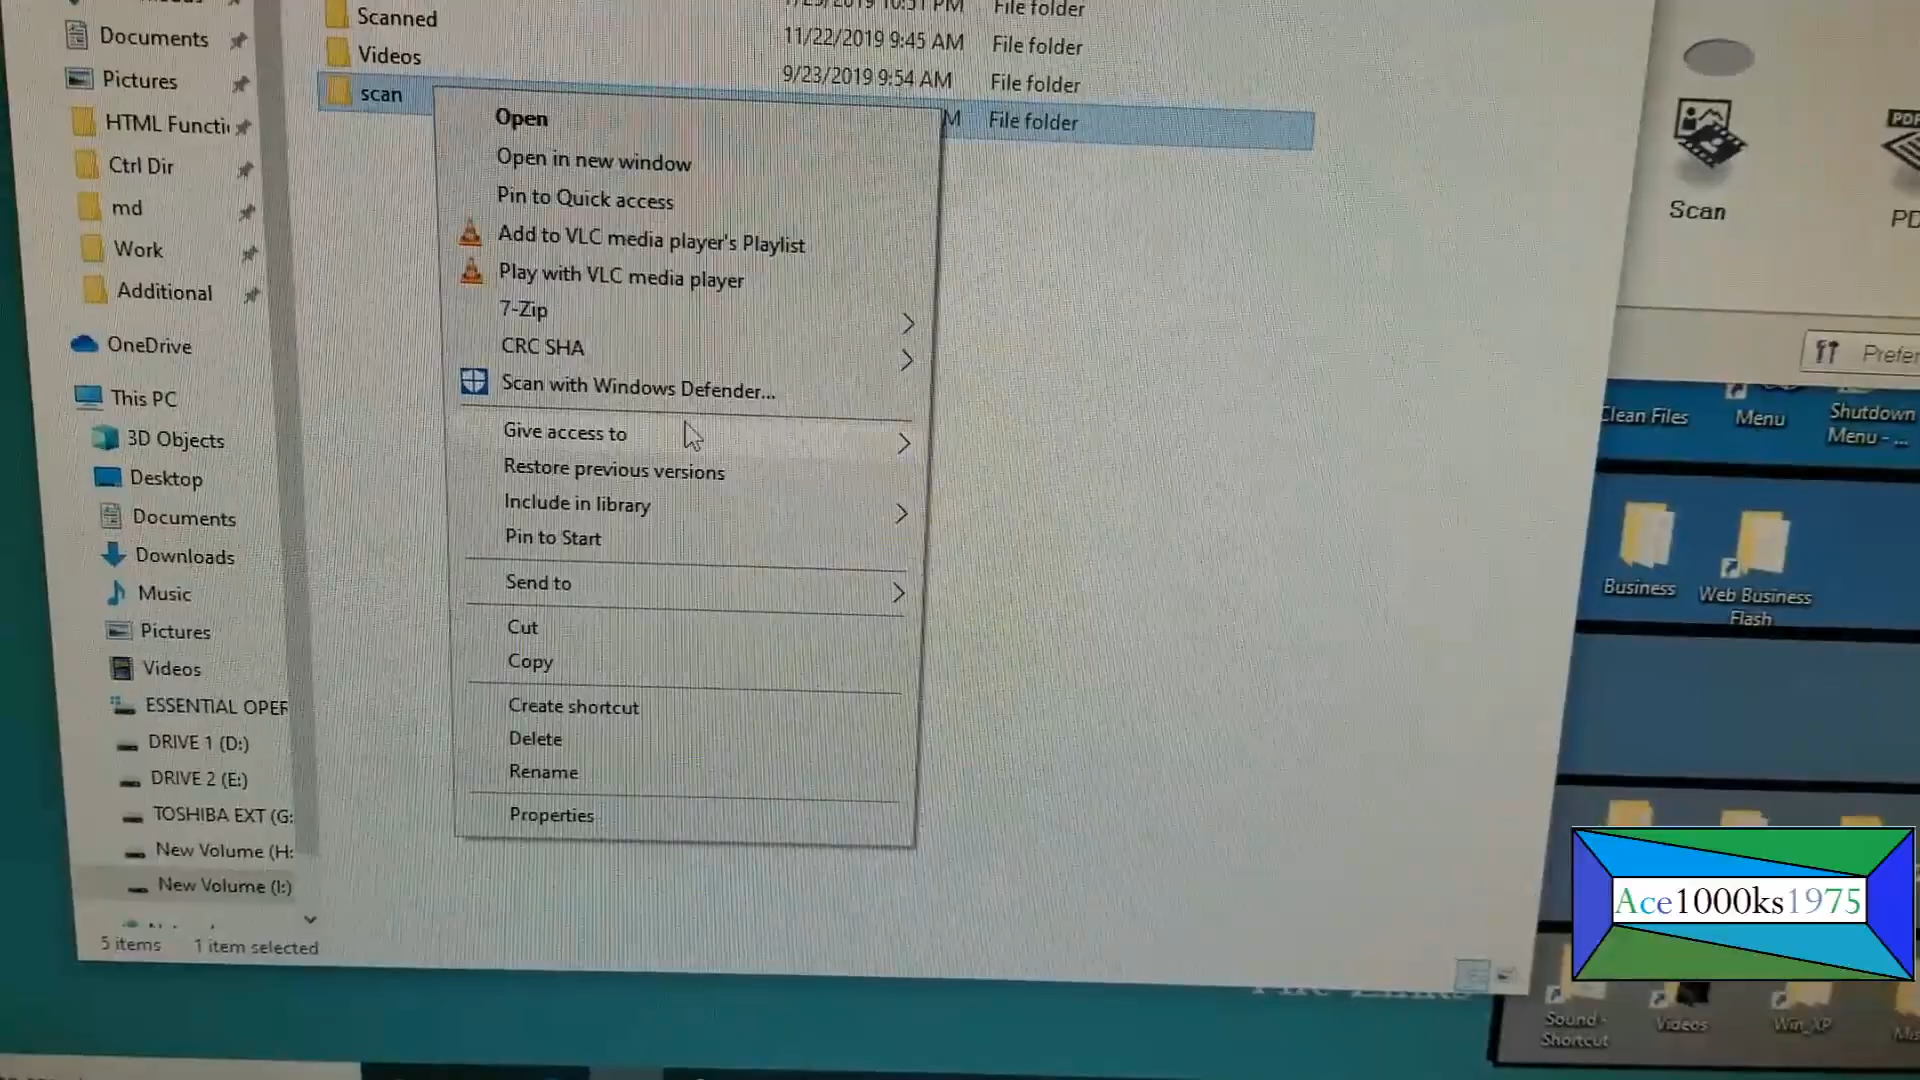 Scanned
10:51 PM
File folder
Documents
11/22/2019 9:45 AM
File folder
Videos
Pictures
9/23/2019 9:54 AM
File folder
scan
M
File folder
HTML Functi
Ctrl Dir
md
Work
Additional
OneDrive
This PC
3D Objects
Desktop
Documents
Downloads
Music
Pictures
Videos
ESSENTIAL OPER
DRIVE 1 (D:)
DRIVE 2 (E:)
TOSHIBA EXT (G:
New Volume (H:
New Volume (I:)
5 items
1 item selected
Open
Open in new window
Pin to Quick access
Add to VLC media player's Playlist
Play with VLC media player
7-Zip
CRC SHA
Scan with Windows Defender...
Give access to
Restore previous versions
Include in library
Pin to Start
Send to
Cut
Copy
Create shortcut
Delete
Rename
Properties
PDF
Scan
PD
Prefer
Clean Files
Menu
Shutdown
Menu - ...
Business
Web Business
Flash
Ace1000ks1975
Sound -
Shortcut
Videos
Win_XP